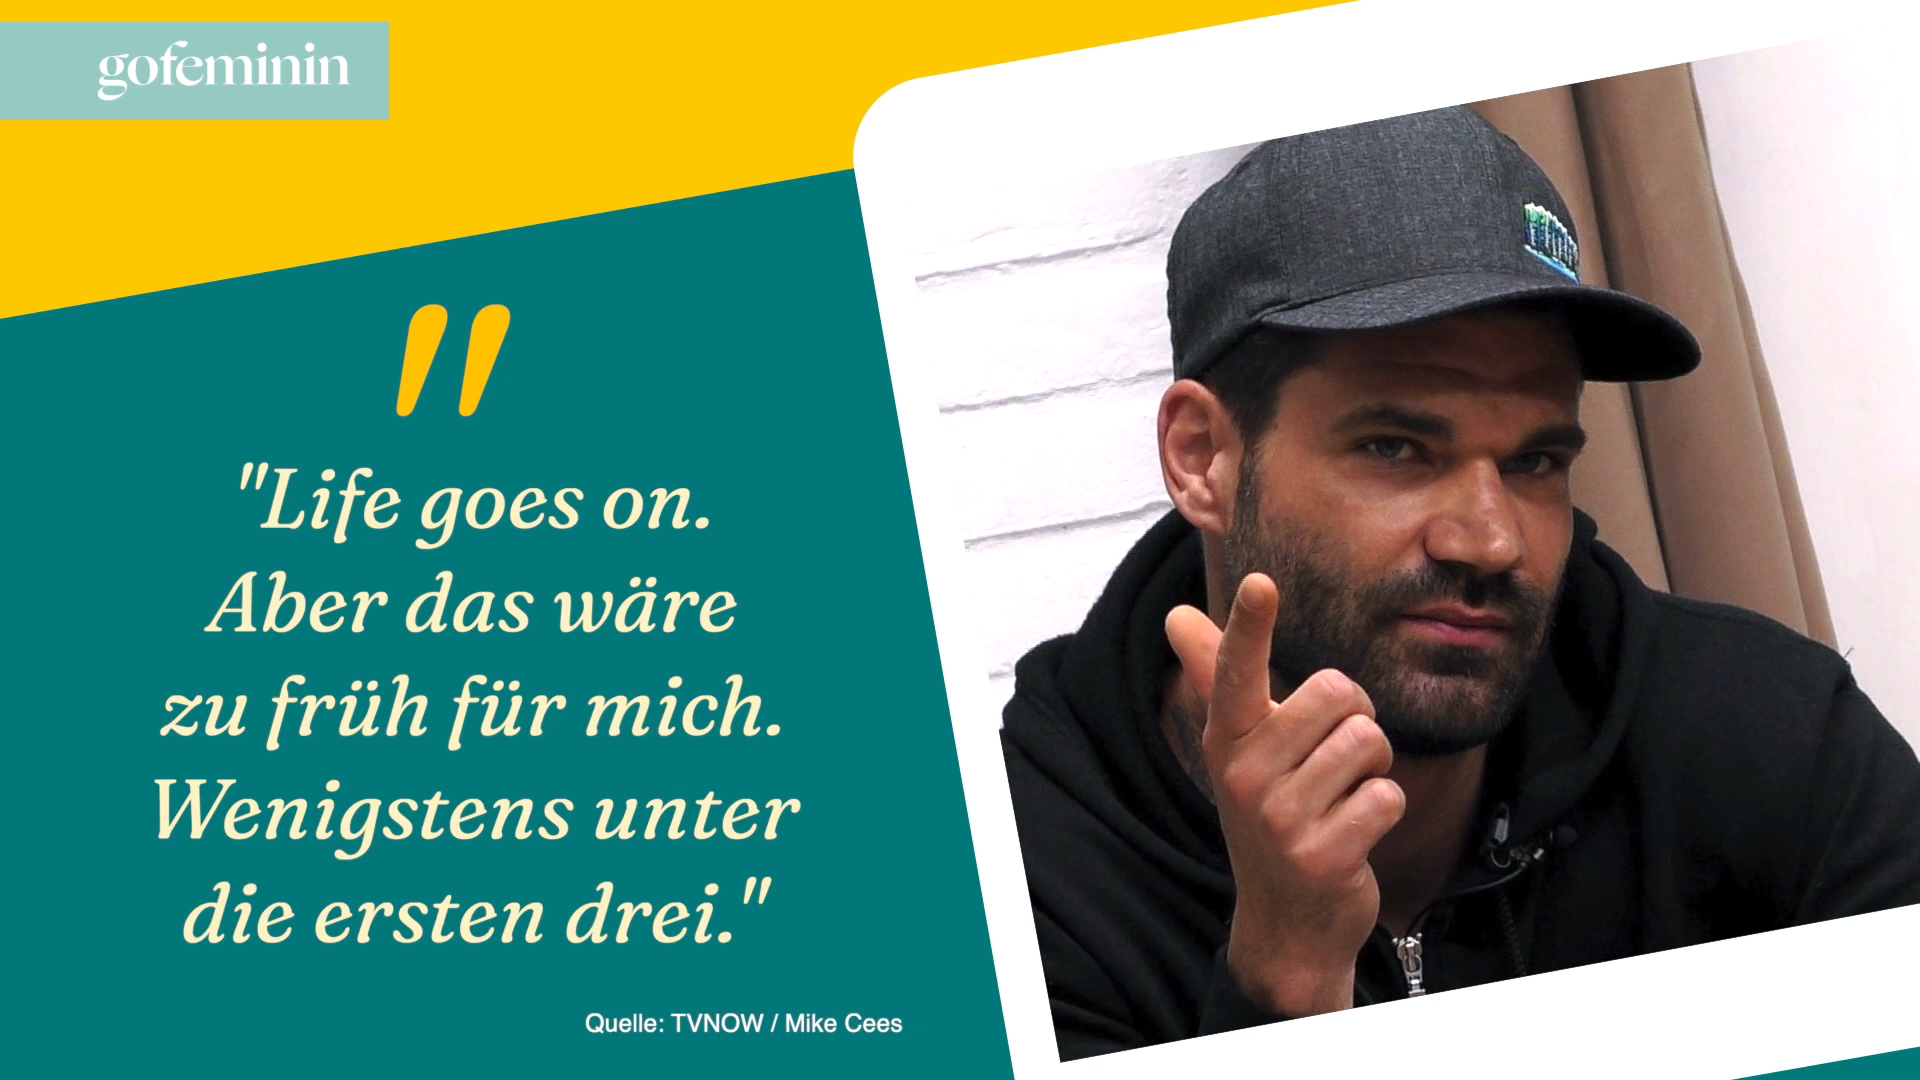 gofeminin
"
"Life goes on.
Aber das wäre
zu früh für mich.
Wenigstens unter
die ersten drei."
Quelle: TVNOW / Mike Cees